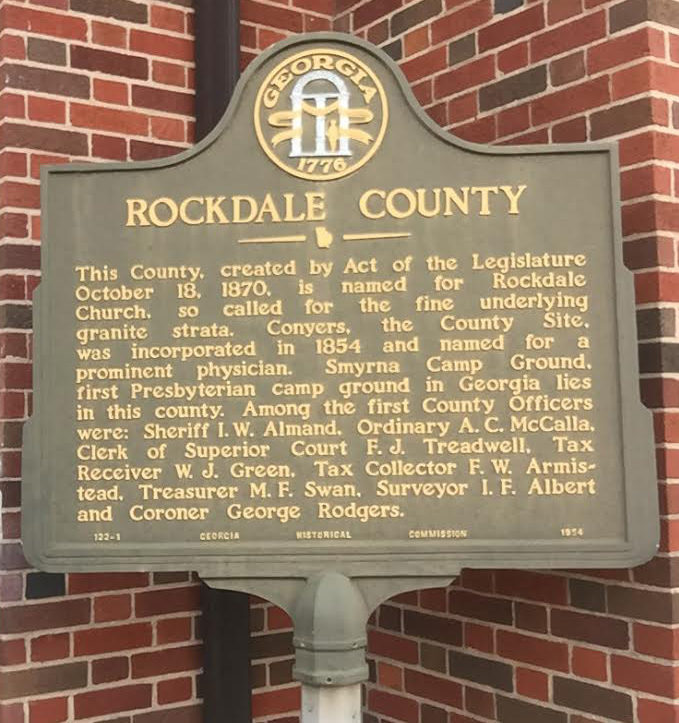 GEORGIA
1776
ROCKDALE COUNTY
This County, created by Act of the Legislature
October 18, 1870, is named for Rockdale
Church, so called for the fine underlying
granite strata. Conyers, the County Site,
was incorporated in 1854 and named for a
prominent physician. Smyrna Camp Ground,
first Presbyterian camp ground in Georgia lies
in this county. Among the first County Officers
were: Sheriff I. W. Almand, Ordinary A. C. McCalla,
Clerk of Superior Court F. J. Treadwell, Tax
Receiver W. J. Green, Tax Collector F. W. Armis-
tead, Treasurer M. F. Swan, Surveyor I. F. Albert
and Coroner George Rodgers.
122-1 GEORGIA HISTORICAL COMMISSION 1954